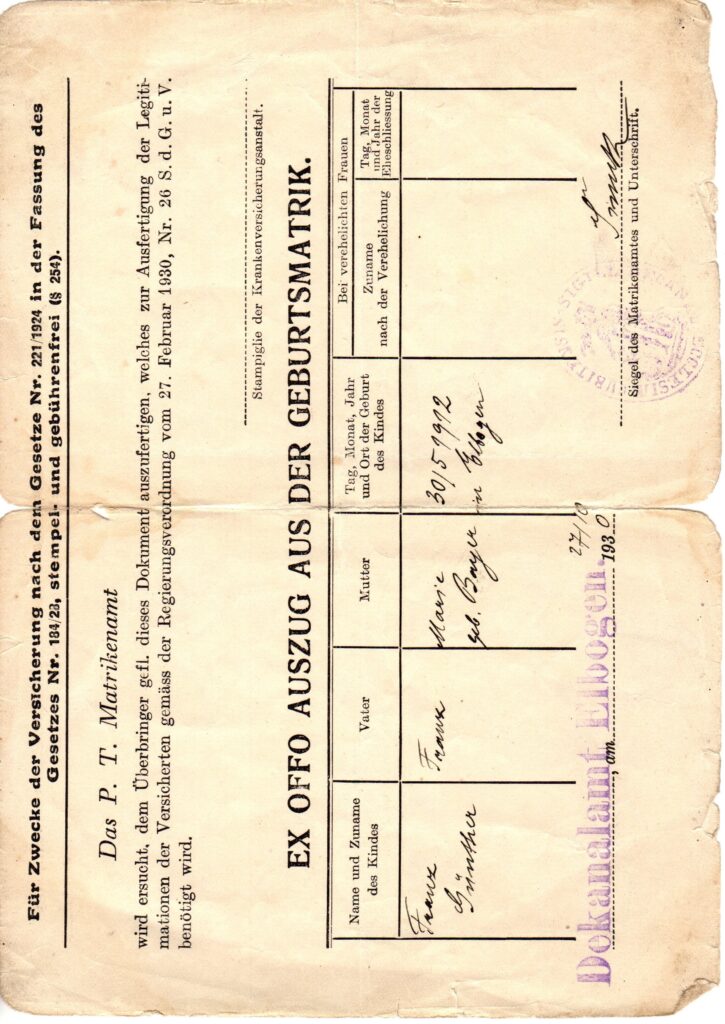 Für Zwecke der Versicherung nach dem Gesetze Nr. 221/1924 in der Fassung des
Gesetzes Nr. 184/28, stempel- und gebührenfrei (§ 254).
Das P. T. Matrikenamt
wird ersucht, dem Überbringer gefl. dieses Dokument auszufertigen, welches zur Ausfertigung der Legiti-
mationen der Versicherten gemäss der Regierungsverordnung vom 27. Februar 1930, Nr. 26 S. d. G. u. V.
benötigt wird.
Stampiglie der Krankenversicherungsanstalt.
EX OFFO AUSZUG AUS DER GEBURTSMATRIK.
Name und Zuname
des Kindes
Vater
Mutter
Tag, Monat, Jahr
und Ort der Geburt
des Kindes
Bei verehelichten Frauen
Zuname
nach der Verehelichung
Tag, Monat
und Jahr der
Eheschliessung
Franz
Günther
Franz
Marie
geb. Bayer
30/5 1912
in Elbogen
Dekanalamt Elbogen.
, am 27/10 1930
Siegel des Matrikenamtes und Unterschrift.